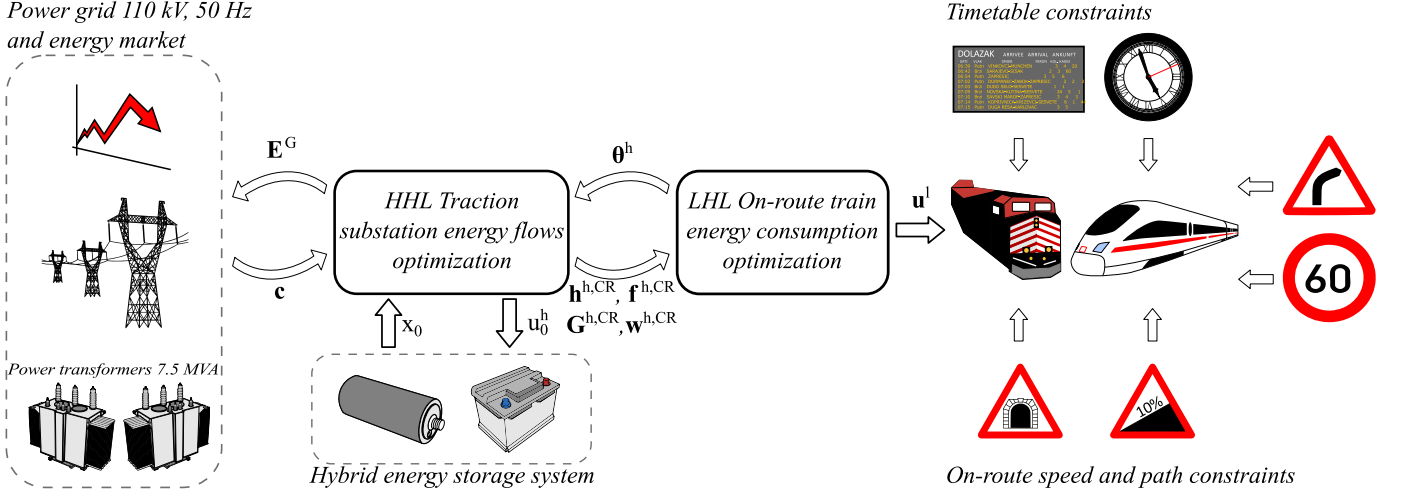 Power grid 110 kV, 50 Hz
and energy market
Power transformers 7.5 MVA
E^G
c
HHL Traction
substation energy flows
optimization
x_0
u_0^h
Hybrid energy storage system
θ^h
h^h,CR, f^h,CR
G^h,CR, w^h,CR
LHL On-route train
energy consumption
optimization
u^l
Timetable constraints
DOLAZAK ARRIVEE ARRIVAL ANKUNFT
60
10%
On-route speed and path constraints